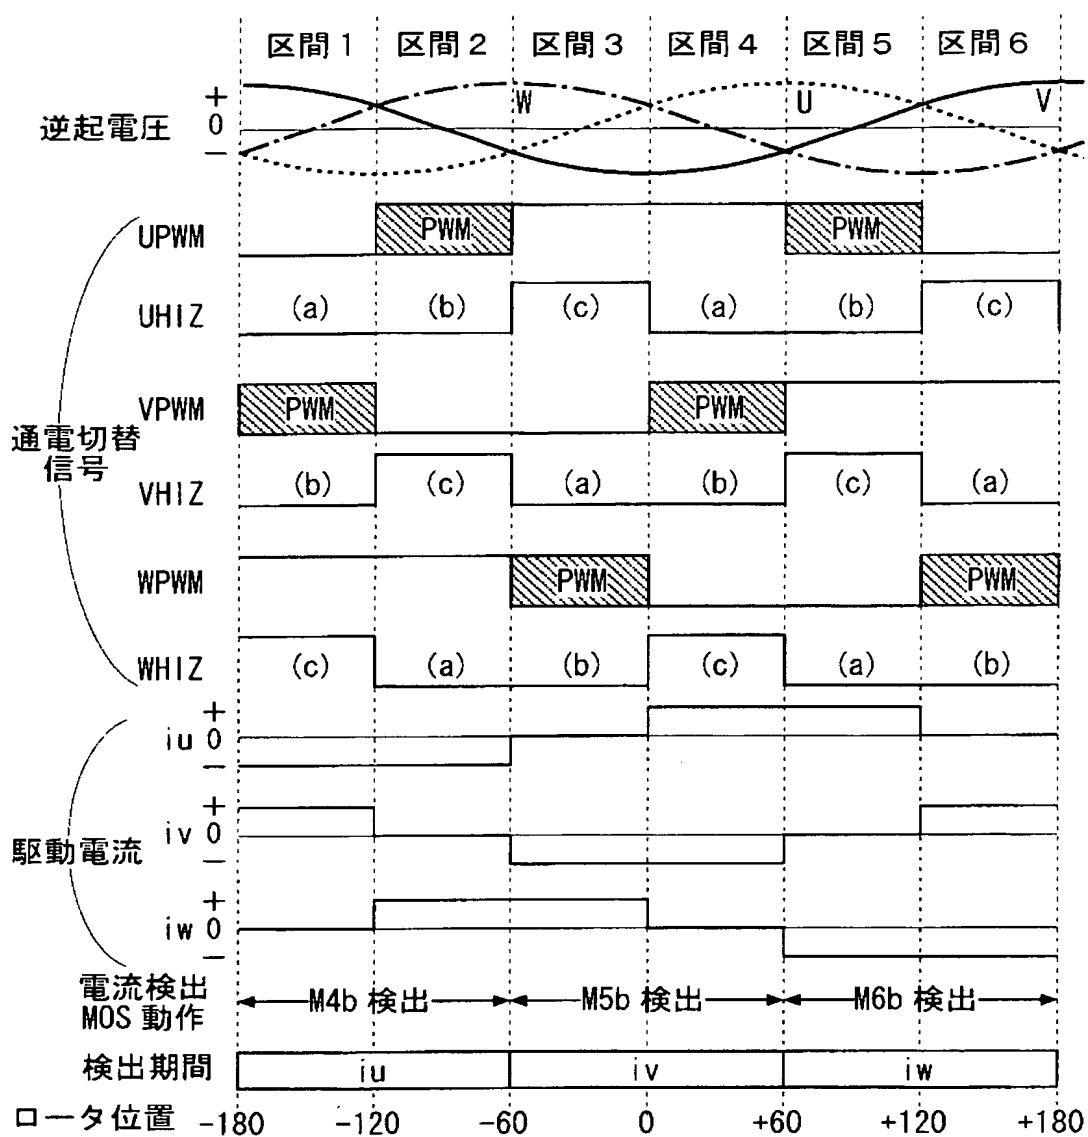 区間1 区間2 区間3 区間4 区間5 区間6
+
逆起電圧 0
−
W U V
UPWM PWM PWM
UHIZ (a) (b) (c) (a) (b) (c)
VPWM PWM PWM
通電切替
信号
VHIZ (b) (c) (a) (b) (c) (a)
WPWM PWM PWM
WHIZ (c) (a) (b) (c) (a) (b)
+
iu 0
−
+
iv 0
−
駆動電流
+
iw 0
−
電流検出
MOS動作
M4b 検出 M5b 検出 M6b 検出
検出期間 iu iv iw
ロータ位置 -180 -120 -60 0 +60 +120 +180